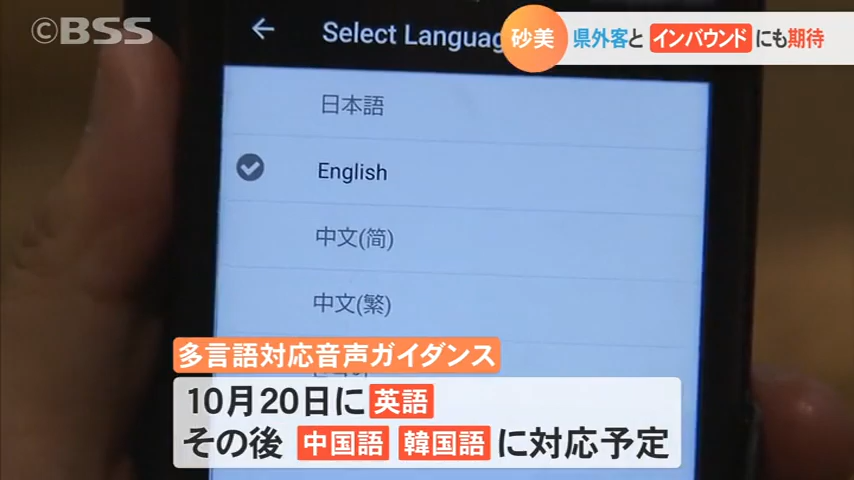 ©BSS
Select Languag
砂美
県外客と インバウンド にも期待
日本語
English
中文(简)
中文(繁)
多言語対応音声ガイダンス
10月20日に 英語
その後 中国語 韓国語 に対応予定